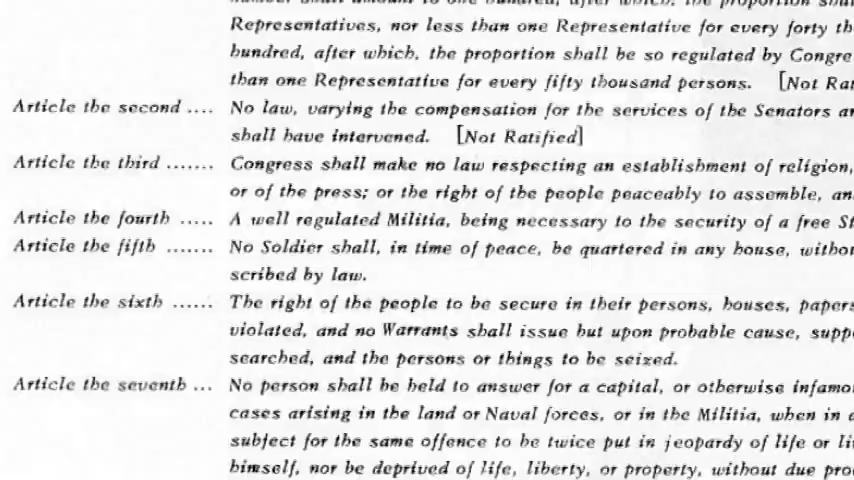 Representatives, nor less than one Representative for every forty th
hundred, after which, the proportion shall be so regulated by Congre
than one Representative for every fifty thousand persons. [Not Rat
Article the second .... No law, varying the compensation for the services of the Senators an
shall have intervened. [Not Ratified]
Article the third ....... Congress shall make no law respecting an establishment of religion,
or of the press; or the right of the people peaceably to assemble, an
Article the fourth ..... A well regulated Militia, being necessary to the security of a free St
Article the fifth ....... No Soldier shall, in time of peace, be quartered in any house, withou
scribed by law.
Article the sixth ...... The right of the people to be secure in their persons, houses, papers
violated, and no Warrants shall issue but upon probable cause, supp
searched, and the persons or things to be seized.
Article the seventh ... No person shall be held to answer for a capital, or otherwise infamo
cases arising in the land or Naval forces, or in the Militia, when in a
subject for the same offence to be twice put in jeopardy of life or li
himself, nor be deprived of life, liberty, or property, without due pro